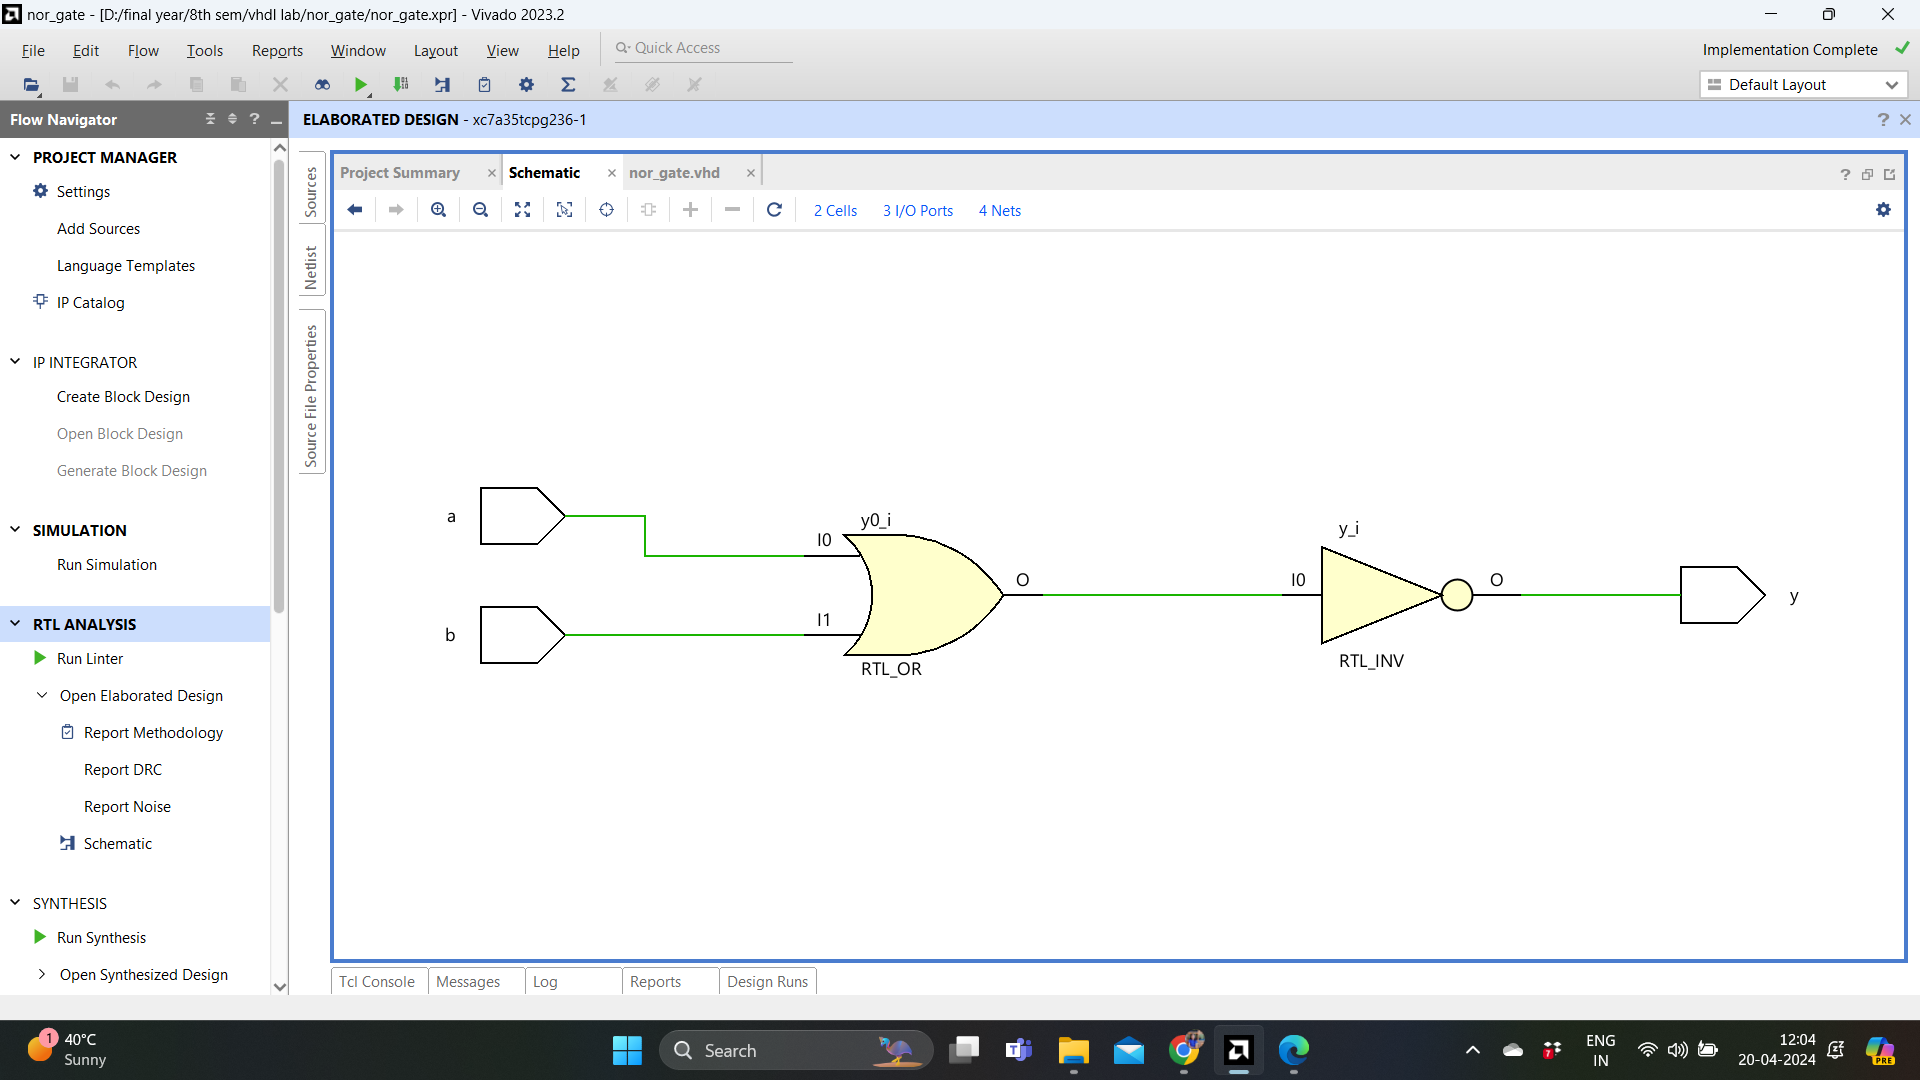 nor_gate - [D:/final year/8th sem/vhdl lab/nor_gate/nor_gate.xpr] - Vivado 2023.2
File Edit Flow Tools Reports Window Layout View Help Quick Access
Implementation Complete
Default Layout
Flow Navigator
ELABORATED DESIGN - xc7a35tcpg236-1
PROJECT MANAGER
Settings
Add Sources
Language Templates
IP Catalog
IP INTEGRATOR
Create Block Design
Open Block Design
Generate Block Design
SIMULATION
Run Simulation
RTL ANALYSIS
Run Linter
Open Elaborated Design
Report Methodology
Report DRC
Report Noise
Schematic
SYNTHESIS
Run Synthesis
Open Synthesized Design
Sources
Netlist
Source File Properties
Project Summary Schematic nor_gate.vhd
2 Cells 3 I/O Ports 4 Nets
a
b
y0_i
I0
I1
O
RTL_OR
y_i
I0
O
RTL_INV
y
Tcl Console Messages Log Reports Design Runs
1
40°C
Sunny
Search
7
ENG
IN
12:04
20-04-2024
PRE